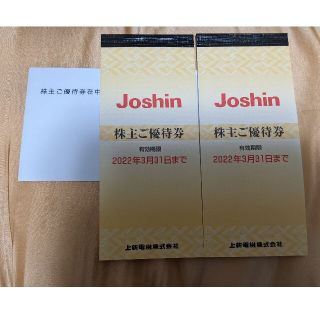 株主ご優待券在中
Joshin
株主ご優待券
有効期限
2022年3月31日まで
上新電機株式会社
Joshin
株主ご優待券
有効期限
2022年3月31日まで
上新電機株式会社